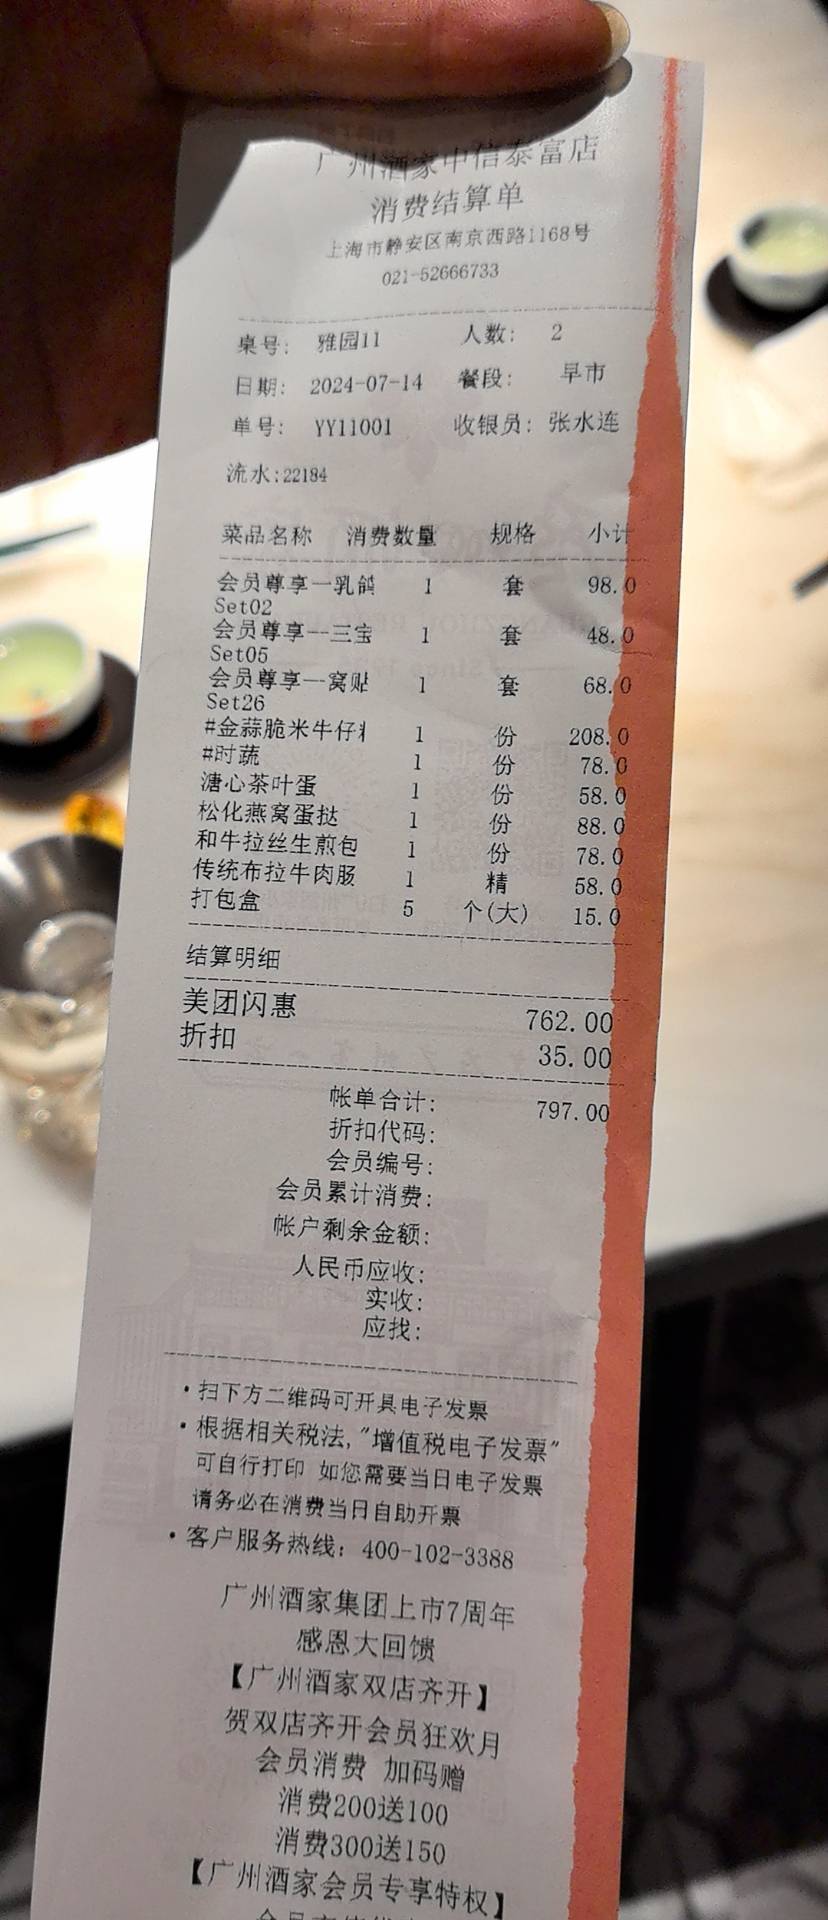 广州酒家中信泰富店
消费结算单
上海市静安区南京西路1168号
021-52666733
桌号： 雅园11 人数： 2
日期： 2024-07-14 餐段： 早市
单号： YY11001 收银员：张水连
流水:22184
菜品名称 消费数量 规格 小计
会员尊享一乳鸽 1 套 98.0
Set02
会员尊享一三宝 1 套 48.0
Set05
会员尊享一窝贴 1 套 68.0
Set26
#金蒜脆米牛仔 1 份 208.0
#时蔬 1 份 78.0
溏心茶叶蛋 1 份 58.0
松化燕窝蛋挞 1 份 88.0
和牛拉丝生煎包 1 份 78.0
传统布拉牛肉肠 1 精 58.0
打包盒 5 个(大) 15.0
结算明细
美团闪惠 762.00
折扣 35.00
帐单合计: 797.00
折扣代码:
会员编号:
会员累计消费:
帐户剩余金额:
人民币应收:
实收:
应找:
·扫下方二维码可开具电子发票
·根据相关税法,"增值税电子发票"
可自行打印 如您需要当日电子发票
请务必在消费当日自助开票
·客户服务热线：400-102-3388
广州酒家集团上市7周年
感恩大回馈
【广州酒家双店齐开】
贺双店齐开会员狂欢月
会员消费 加码赠
消费200送100
消费300送150
【广州酒家会员专享特权】